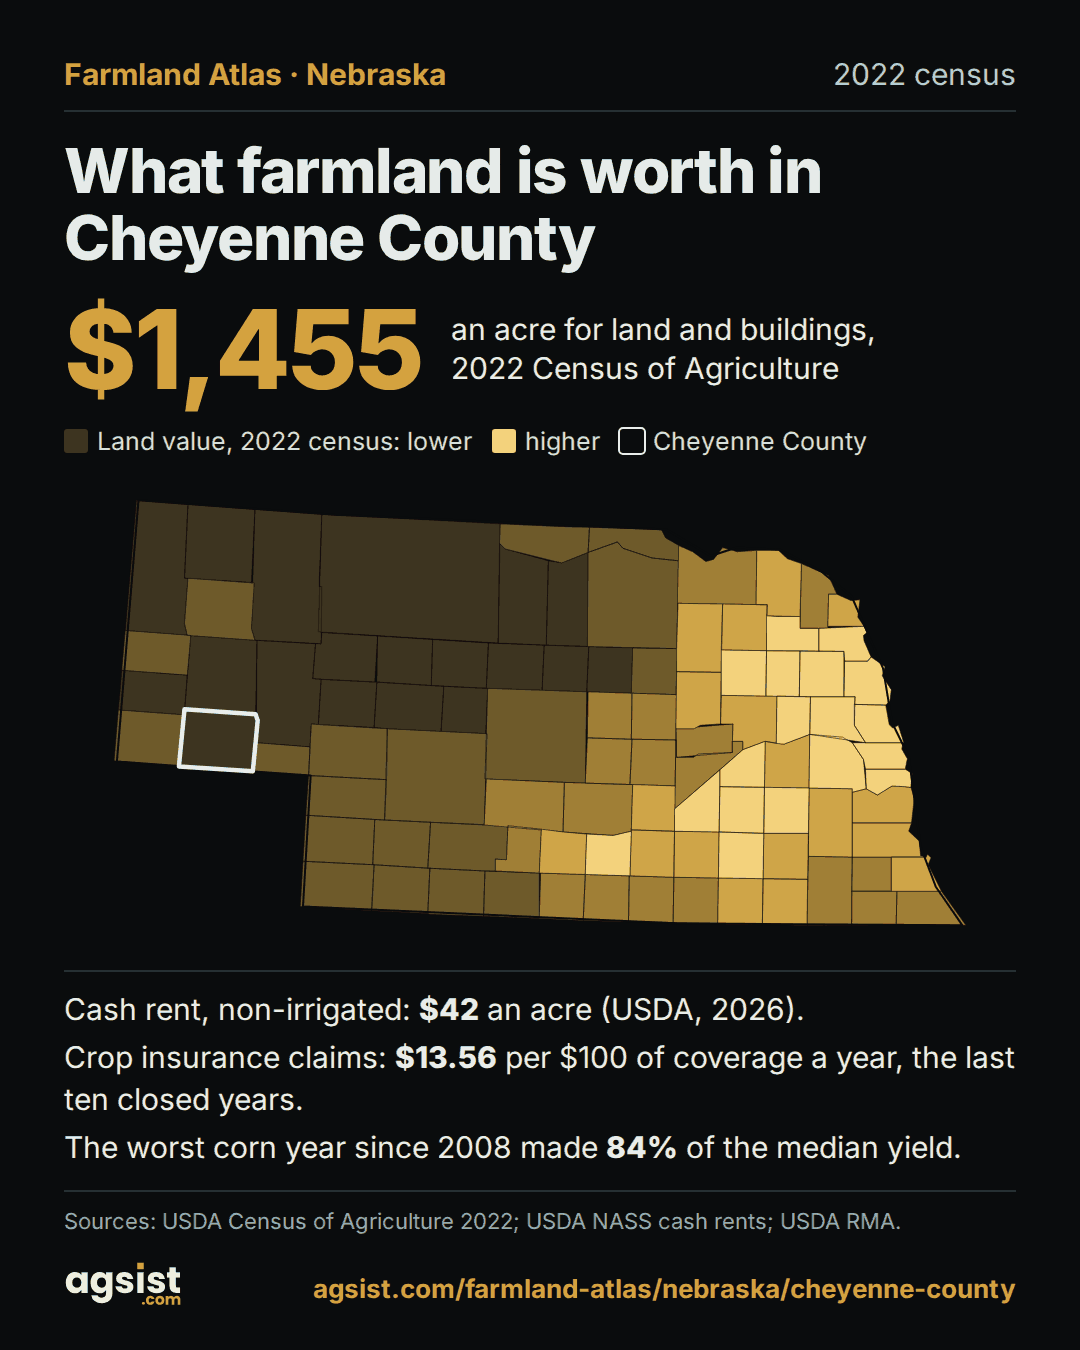 Farmland Atlas · Nebraska
2022 census
What farmland is worth in
Cheyenne County
$1,455
an acre for land and buildings,
2022 Census of Agriculture
Land value, 2022 census: lower
higher
Cheyenne County
Cash rent, non-irrigated: $42 an acre (USDA, 2026).
Crop insurance claims: $13.56 per $100 of coverage a year, the last
ten closed years.
The worst corn year since 2008 made 84% of the median yield.
Sources: USDA Census of Agriculture 2022; USDA NASS cash rents; USDA RMA.
agsist
.com
agsist.com/farmland-atlas/nebraska/cheyenne-county